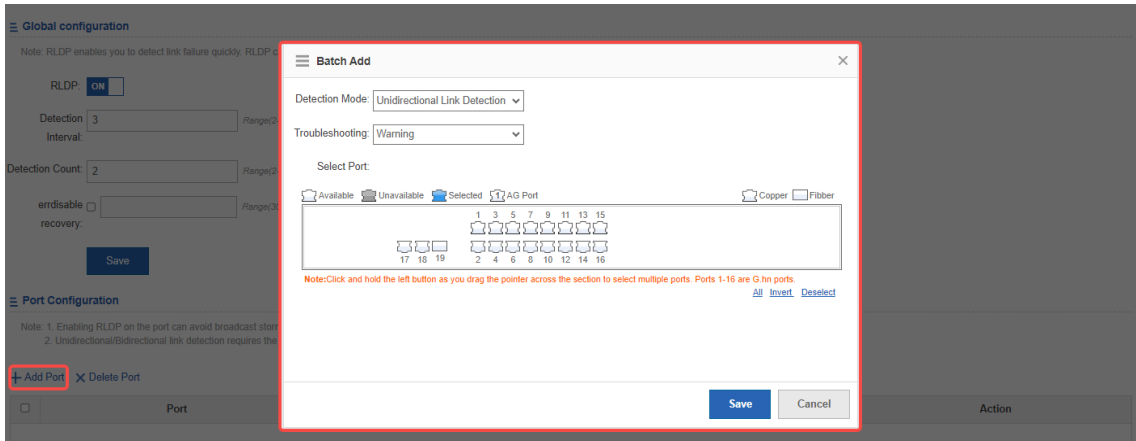 Global configuration
Note: RLDP enables you to detect link failure quickly. RLDP c
RLDP: ON
Detection Interval: 3 Range(2-
Detection Count: 2 Range(2-
errdisable recovery: Range(30
Save
Port Configuration
Note: 1. Enabling RLDP on the port can avoid broadcast storm
2. Unidirectional/Bidirectional link detection requires the
Add Port Delete Port
Port Action
Batch Add
Detection Mode: Unidirectional Link Detection
Troubleshooting: Warning
Select Port:
Available Unavailable Selected 1 AG Port Copper Fibber
1 3 5 7 9 11 13 15
17 18 19 2 4 6 8 10 12 14 16
Note:Click and hold the left button as you drag the pointer across the section to select multiple ports. Ports 1-16 are G.hn ports.
All Invert Deselect
Save Cancel